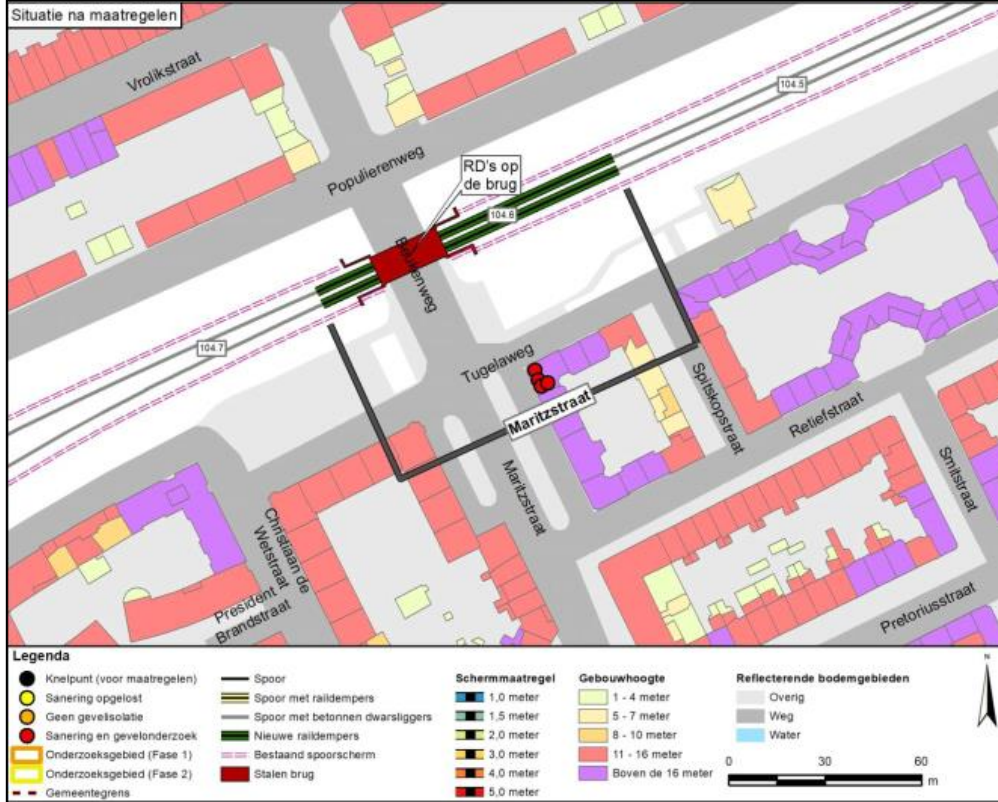 Situatie na maatregelen
Vrolikstraat
104.5
Populierenweg
RD's op
de brug
104.6
Beukenweg
104.7
Tugelaweg
Maritzstraat
Spitskopstraat
Retiefstraat
Smitstraat
Maritzstraat
Christiaan de
Wetstraat
President
Brandstraat
Pretoriusstraat
Legenda
Knelpunt (voor maatregelen)
Sanering opgelost
Geen gevelisolatie
Sanering en gevelonderzoek
Onderzoeksgebied (Fase 1)
Onderzoeksgebied (Fase 2)
Gemeentegrens
Spoor
Spoor met raildempers
Spoor met betonnen dwarsliggers
Nieuwe raildempers
Bestaand spoorscherm
Stalen brug
Schermmaatregel
1,0 meter
1,5 meter
2,0 meter
3,0 meter
4,0 meter
5,0 meter
Gebouwhoogte
1 - 4 meter
5 - 7 meter
8 - 10 meter
11 - 16 meter
Boven de 16 meter
Reflecterende bodemgebieden
Overig
Weg
Water
N
0 30 60
m